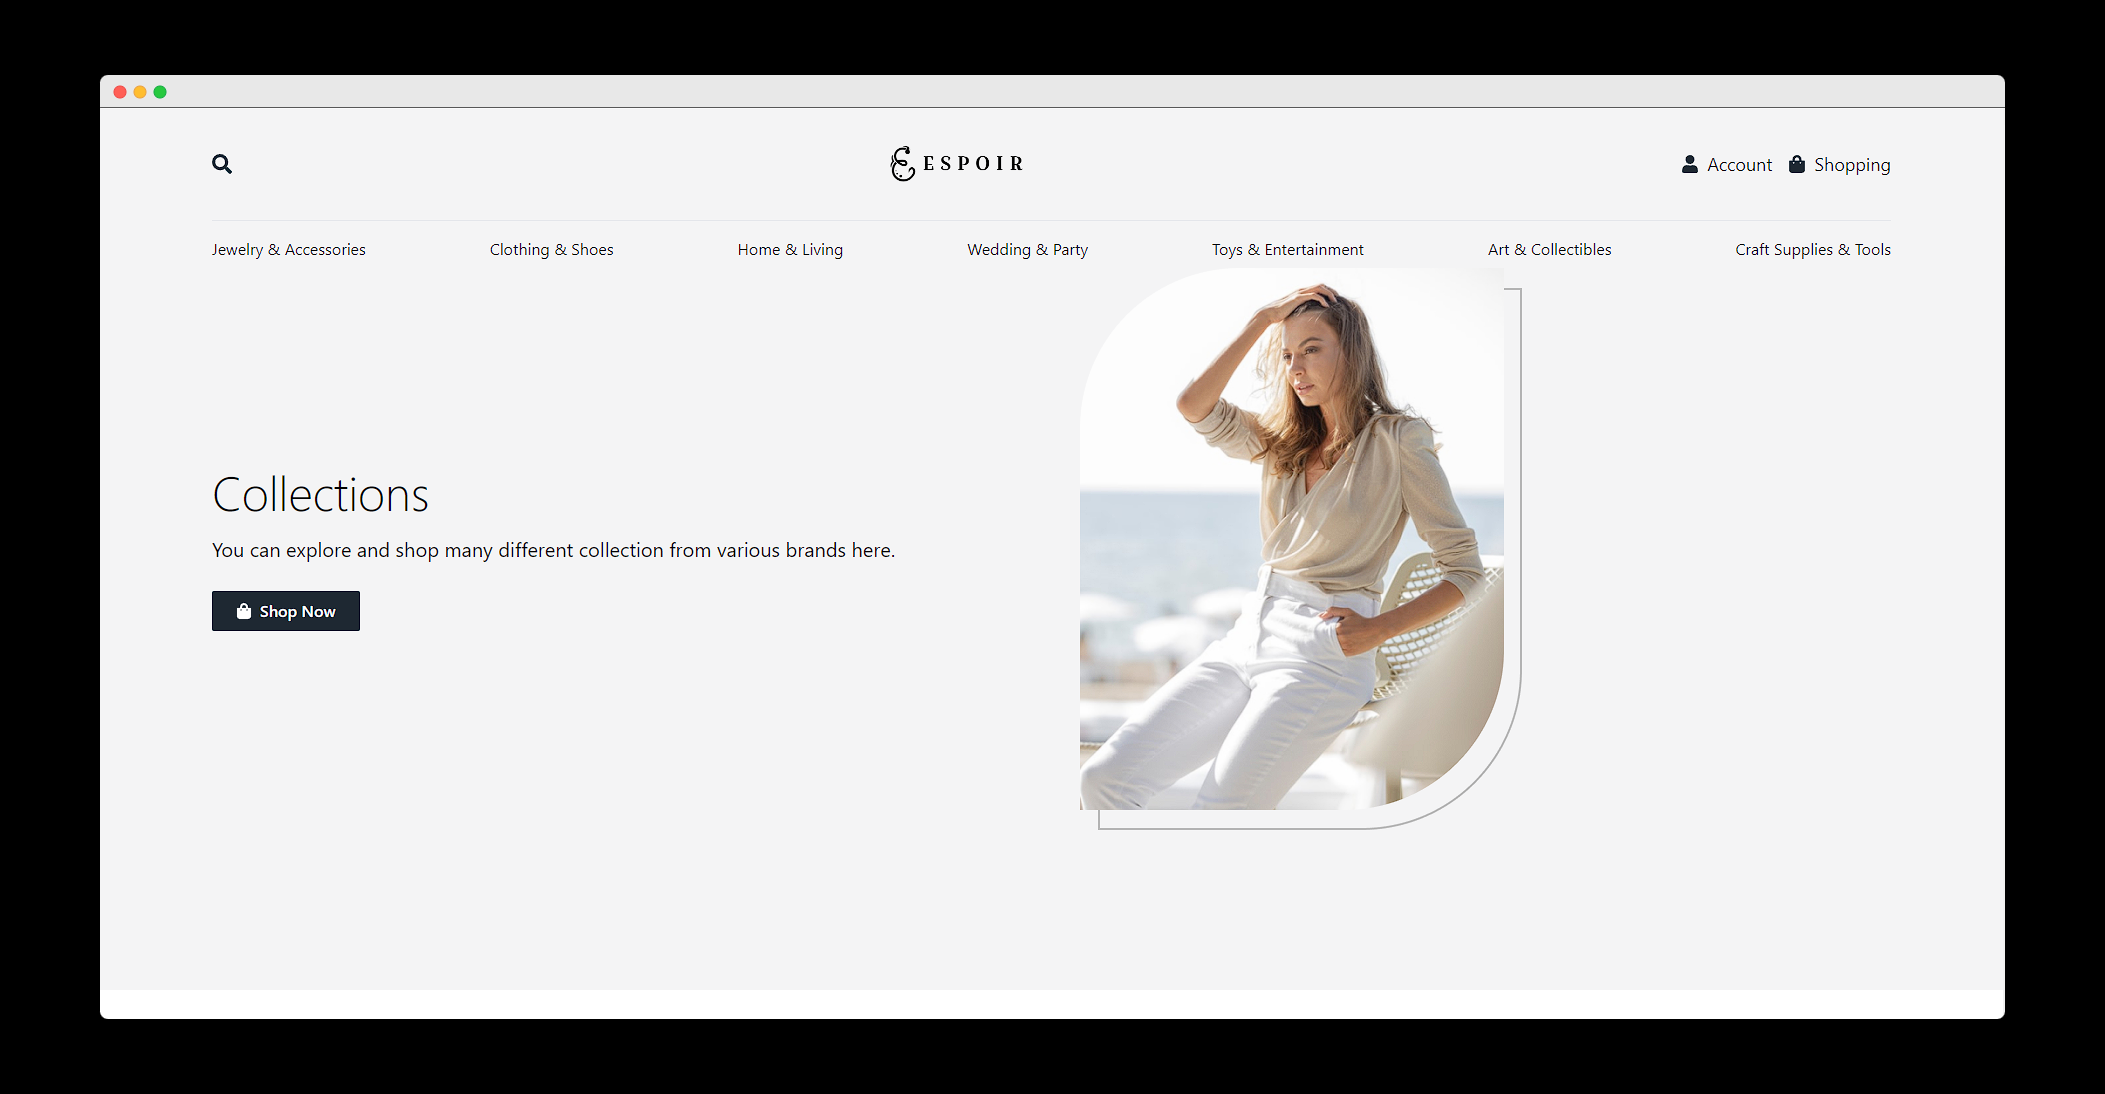 ESPOIR
Account Shopping
Jewelry & Accessories Clothing & Shoes Home & Living Wedding & Party Toys & Entertainment Art & Collectibles Craft Supplies & Tools
Collections
You can explore and shop many different collection from various brands here.
Shop Now